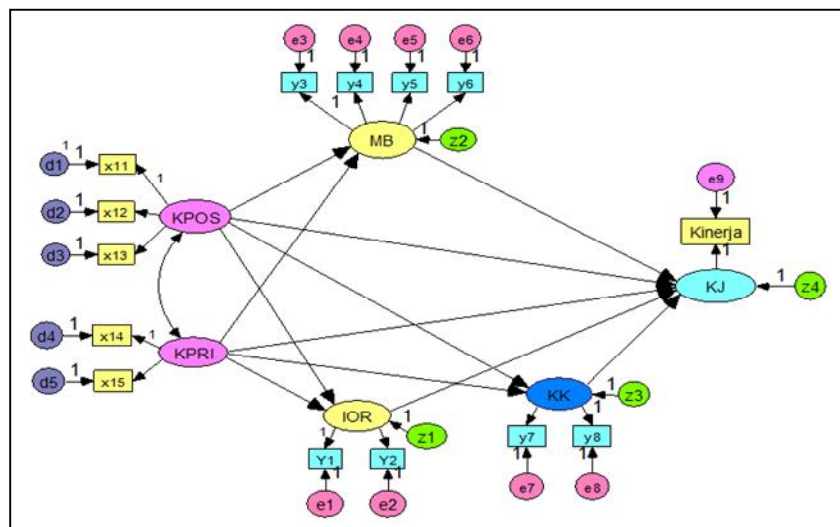 e3 e4 e5 e6
1 1 1 1
y3 y4 y5 y6
1
MB
1
z2
d1
1
1
x11
1
d2
1
x12
KPOS
d3
1
x13
e9
1
Kinerja
1
KJ
1
z4
d4
1
x14
1
KPRI
d5
1
x15
IOR
1
z1
KK
1
z3
1
1
Y1 Y2
y7 y8
1 1
1 1
e1 e2
e7 e8